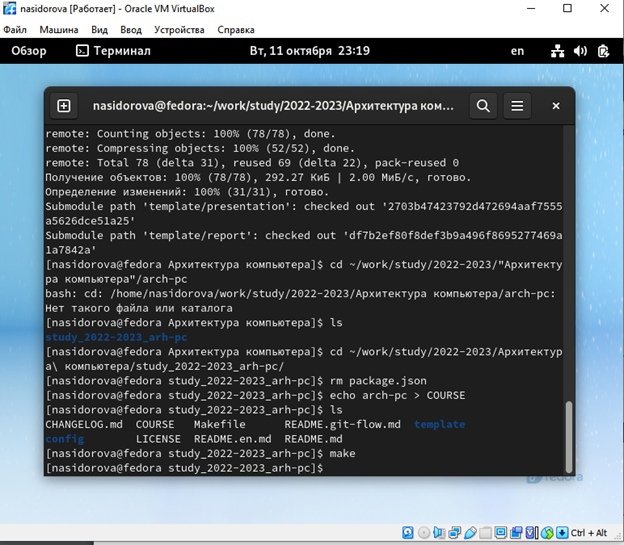 nasidorova [Работает] - Oracle VM VirtualBox
Файл Машина Вид Ввод Устройства Справка
Обзор Терминал Вт, 11 октября 23:19 en
nasidorova@fedora:~/work/study/2022-2023/Архитектура ком...
remote: Counting objects: 100% (78/78), done.
remote: Compressing objects: 100% (52/52), done.
remote: Total 78 (delta 31), reused 69 (delta 22), pack-reused 0
Получение объектов: 100% (78/78), 292.27 КиБ | 2.00 МиБ/с, готово.
Определение изменений: 100% (31/31), готово.
Submodule path 'template/presentation': checked out '2703b47423792d472694aaf7555
a5626dce51a25'
Submodule path 'template/report': checked out 'df7b2ef80f8def3b9a496f8695277469a
1a7842a'
[nasidorova@fedora Архитектура компьютера]$ cd ~/work/study/2022-2023/"Архитекту
ра компьютера"/arch-pc
bash: cd: /home/nasidorova/work/study/2022-2023/Архитектура компьютера/arch-pc:
Нет такого файла или каталога
[nasidorova@fedora Архитектура компьютера]$ ls
study_2022-2023_arh-pc
[nasidorova@fedora Архитектура компьютера]$ cd ~/work/study/2022-2023/Архитектур
а\ компьютера/study_2022-2023_arh-pc/
[nasidorova@fedora study_2022-2023_arh-pc]$ rm package.json
[nasidorova@fedora study_2022-2023_arh-pc]$ echo arch-pc > COURSE
[nasidorova@fedora study_2022-2023_arh-pc]$ ls
CHANGELOG.md COURSE Makefile README.git-flow.md template
config LICENSE README.en.md README.md
[nasidorova@fedora study_2022-2023_arh-pc]$ make
[nasidorova@fedora study_2022-2023_arh-pc]$
fedora
Ctrl + Alt